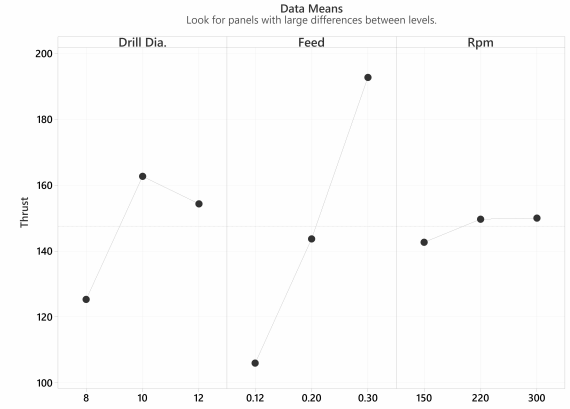 Data Means
Look for panels with large differences between levels.
Drill Dia. Feed Rpm
200
180
160
140
120
100
Thrust
8 10 12 0.12 0.20 0.30 150 220 300